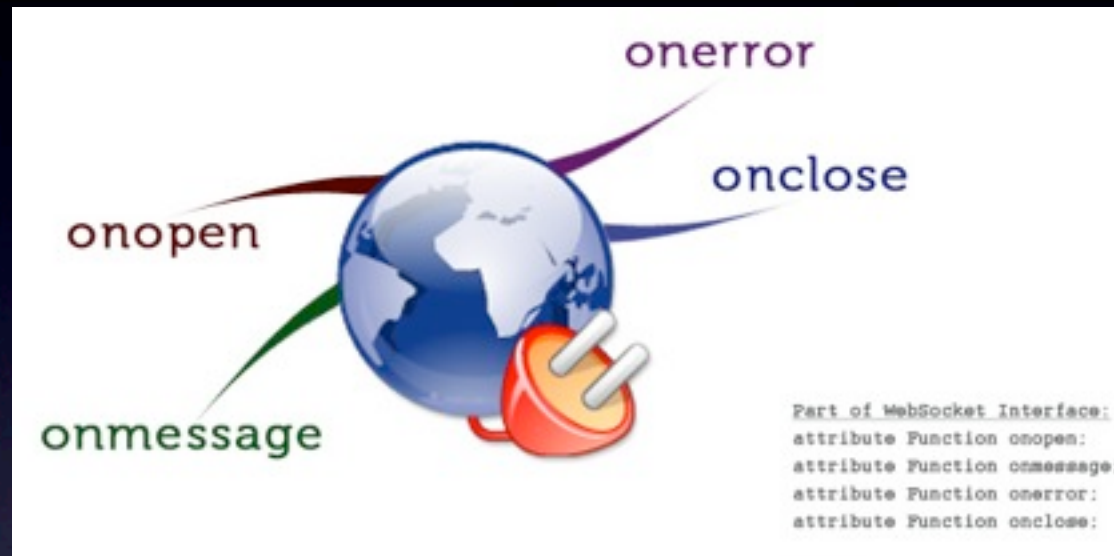 onerror
onclose
onopen
onmessage
Part of WebSocket Interface:
attribute Function onopen;
attribute Function onmessage
attribute Function onerror;
attribute Function onclose;